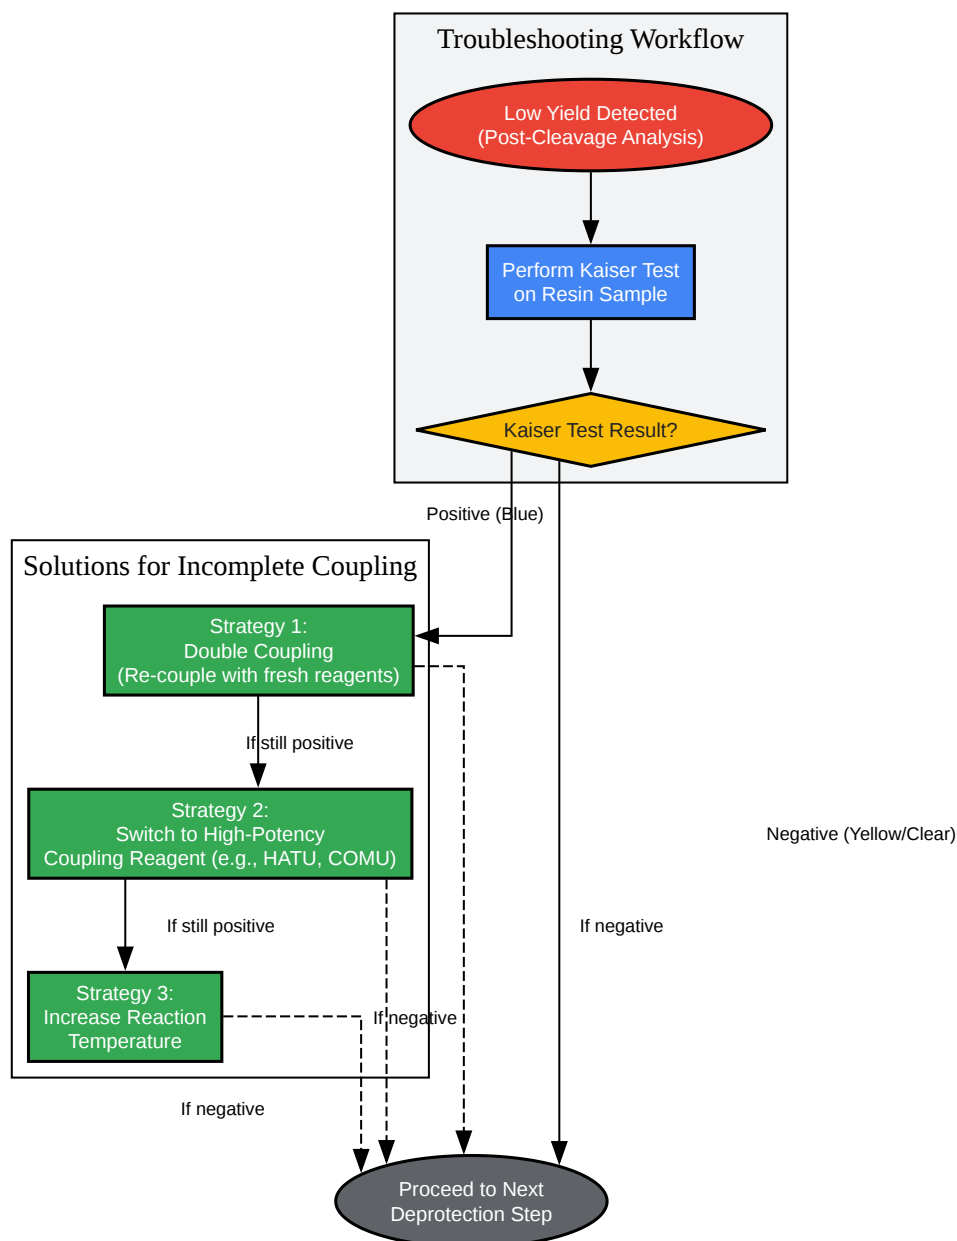 Troubleshooting Workflow
Low Yield Detected
(Post-Cleavage Analysis)
Perform Kaiser Test
on Resin Sample
Kaiser Test Result?
Positive (Blue)
Solutions for Incomplete Coupling
Strategy 1:
Double Coupling
(Re-couple with fresh reagents)
If still positive
Strategy 2:
Switch to High-Potency
Coupling Reagent (e.g., HATU, COMU)
Negative (Yellow/Clear)
If still positive
If negative
Strategy 3:
Increase Reaction
Temperature
If negative
If negative
Proceed to Next
Deprotection Step